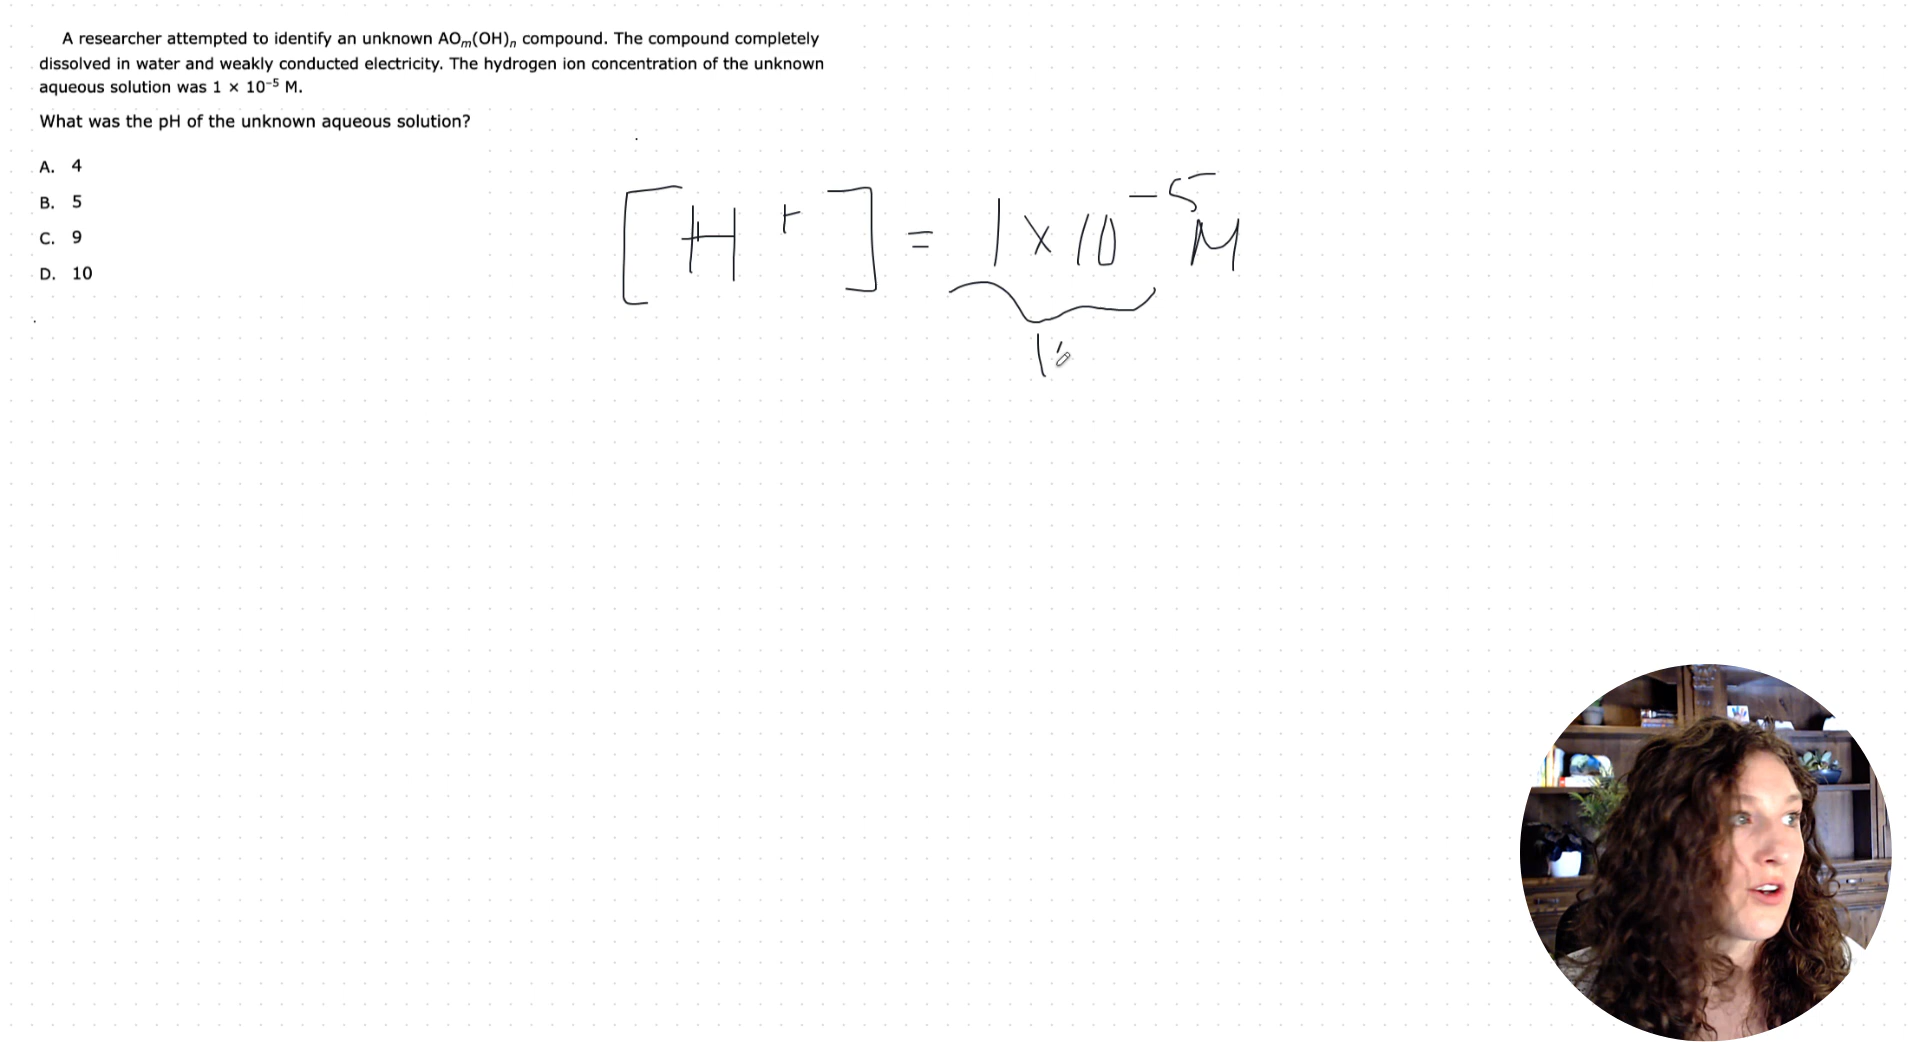 A researcher attempted to identify an unknown AOₘ(OH)ₙ compound. The compound completely
dissolved in water and weakly conducted electricity. The hydrogen ion concentration of the unknown
aqueous solution was 1 × 10⁻⁵ M.
What was the pH of the unknown aqueous solution?
A. 4
B. 5
C. 9
D. 10
[H⁺] = 1 × 10⁻⁵ M